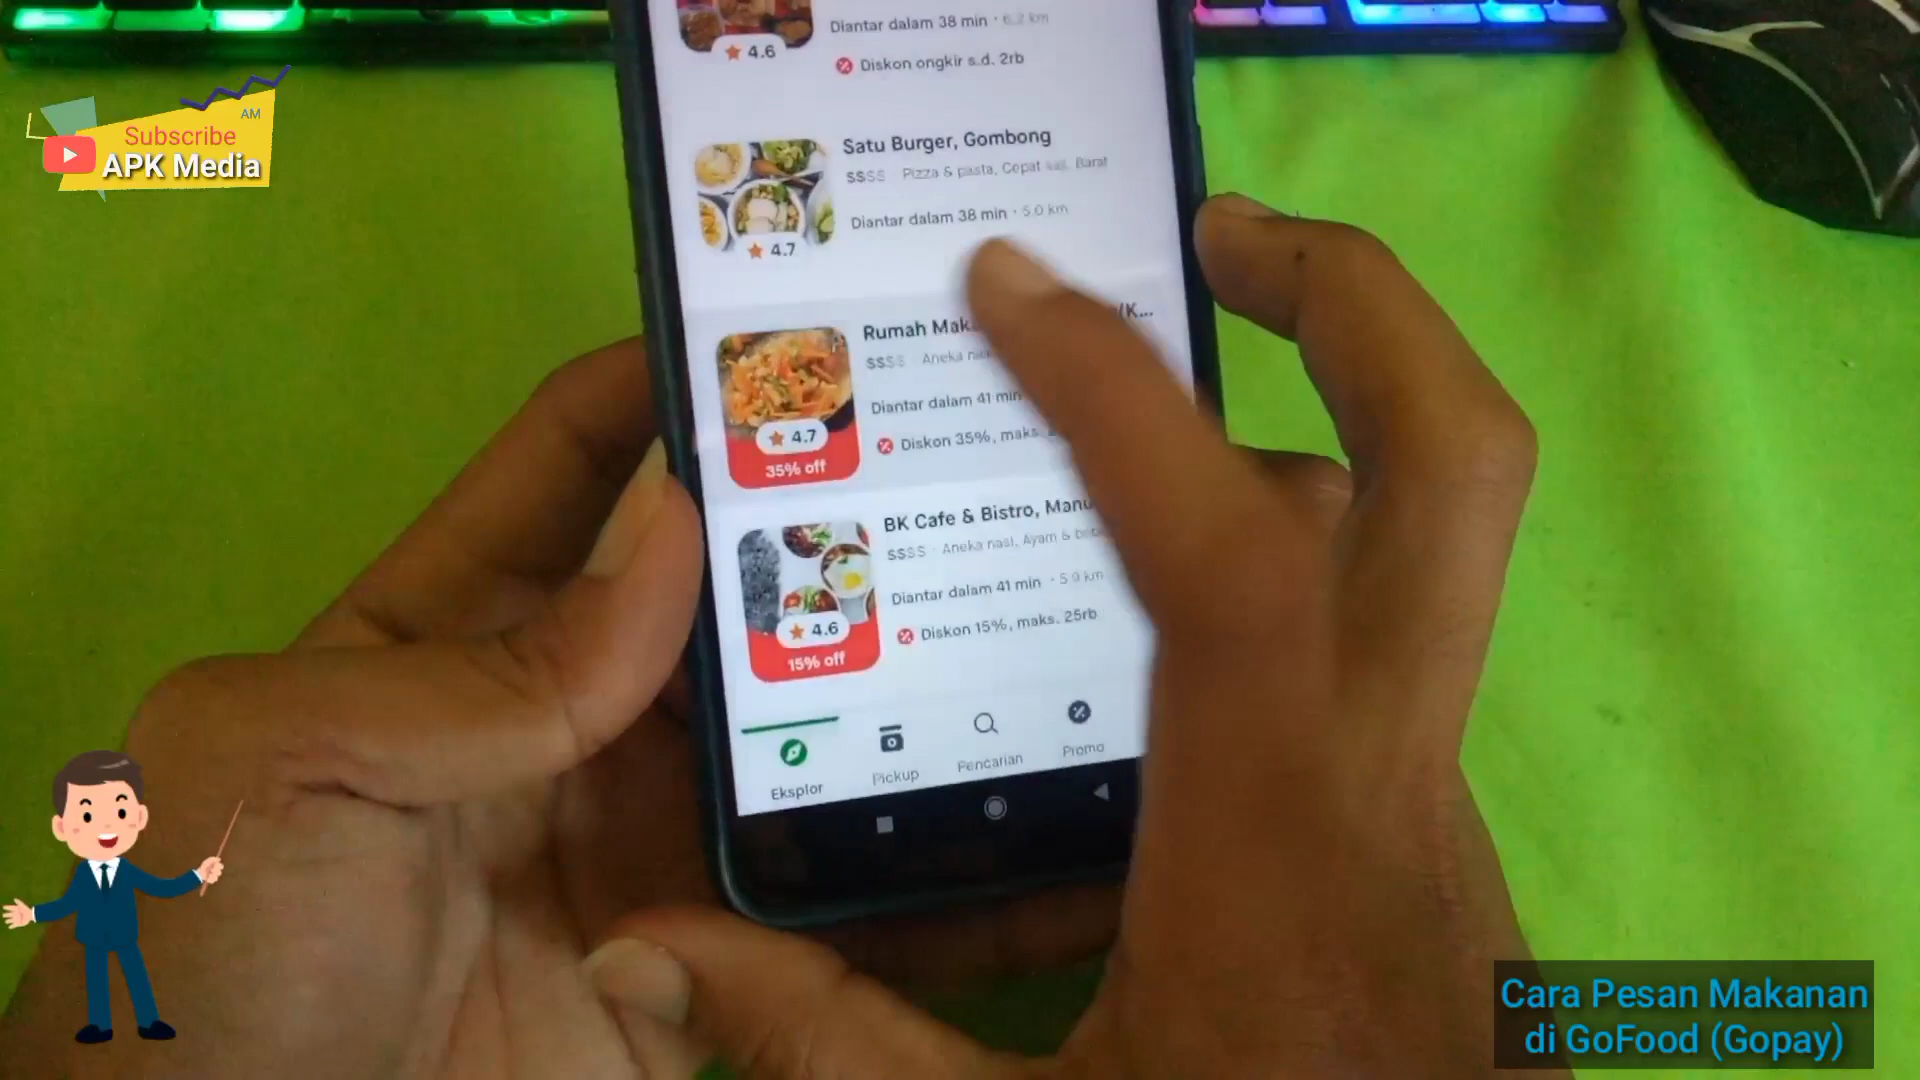 Diantar dalam 38 min · 6.2 km
4.6
Diskon ongkir s.d. 2rb
AM
Subscribe
APK Media
Satu Burger, Gombong
$$$$ Pizza & pasta, Cepat saji, Barat
Diantar dalam 38 min · 5.0 km
4.7
Rumah /K...
$$$$ Aneka
Diantar dalam 41 min
4.7
Diskon 35%, maks.
35% off
BK Cafe & Bistro,
$$$$ · Aneka nasi, Ayam &
Diantar dalam 41 min · 5.9 km
4.6
Diskon 15%, maks. 25rb
15% off
Eksplor
Pickup
Pencarian
Promo
Cara Pesan Makanan
di GoFood (Gopay)